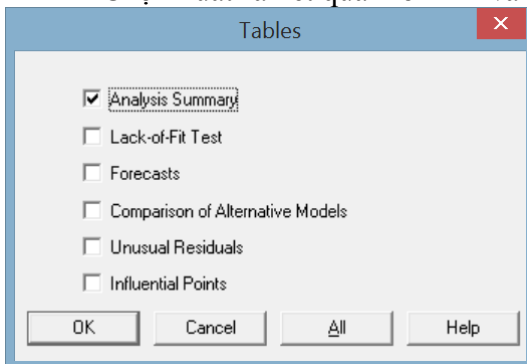 Tables
Analysis Summary
Lack-of-Fit Test
Forecasts
Comparison of Alternative Models
Unusual Residuals
Influential Points
OK Cancel All Help